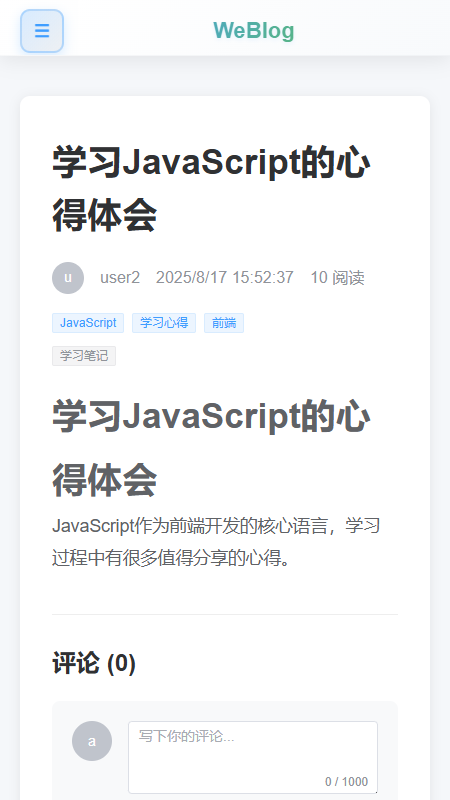 ☰
WeBlog
学习JavaScript的心
得体会
U user2 2025/8/17 15:52:37 10 阅读
JavaScript 学习心得 前端
学习笔记
学习JavaScript的心
得体会
JavaScript作为前端开发的核心语言，学习
过程中有很多值得分享的心得。
评论 (0)
a 写下你的评论...
0 / 1000